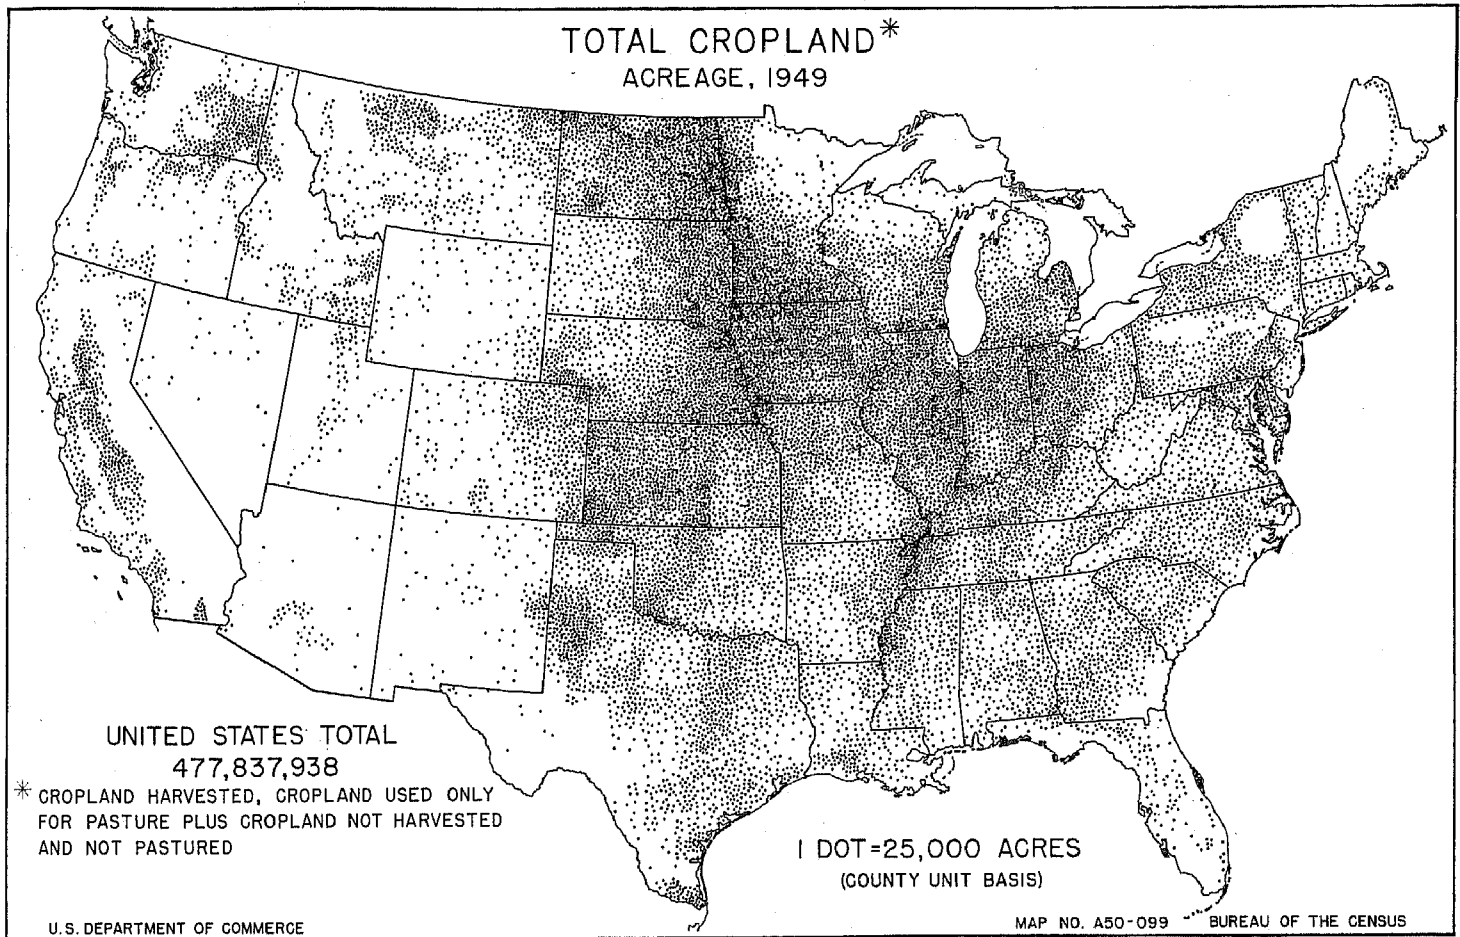 TOTAL CROPLAND*
ACREAGE, 1949
UNITED STATES TOTAL
477,837,938
* CROPLAND HARVESTED, CROPLAND USED ONLY
FOR PASTURE PLUS CROPLAND NOT HARVESTED
AND NOT PASTURED
1 DOT=25,000 ACRES
(COUNTY UNIT BASIS)
U.S. DEPARTMENT OF COMMERCE
MAP NO. A50-099 BUREAU OF THE CENSUS